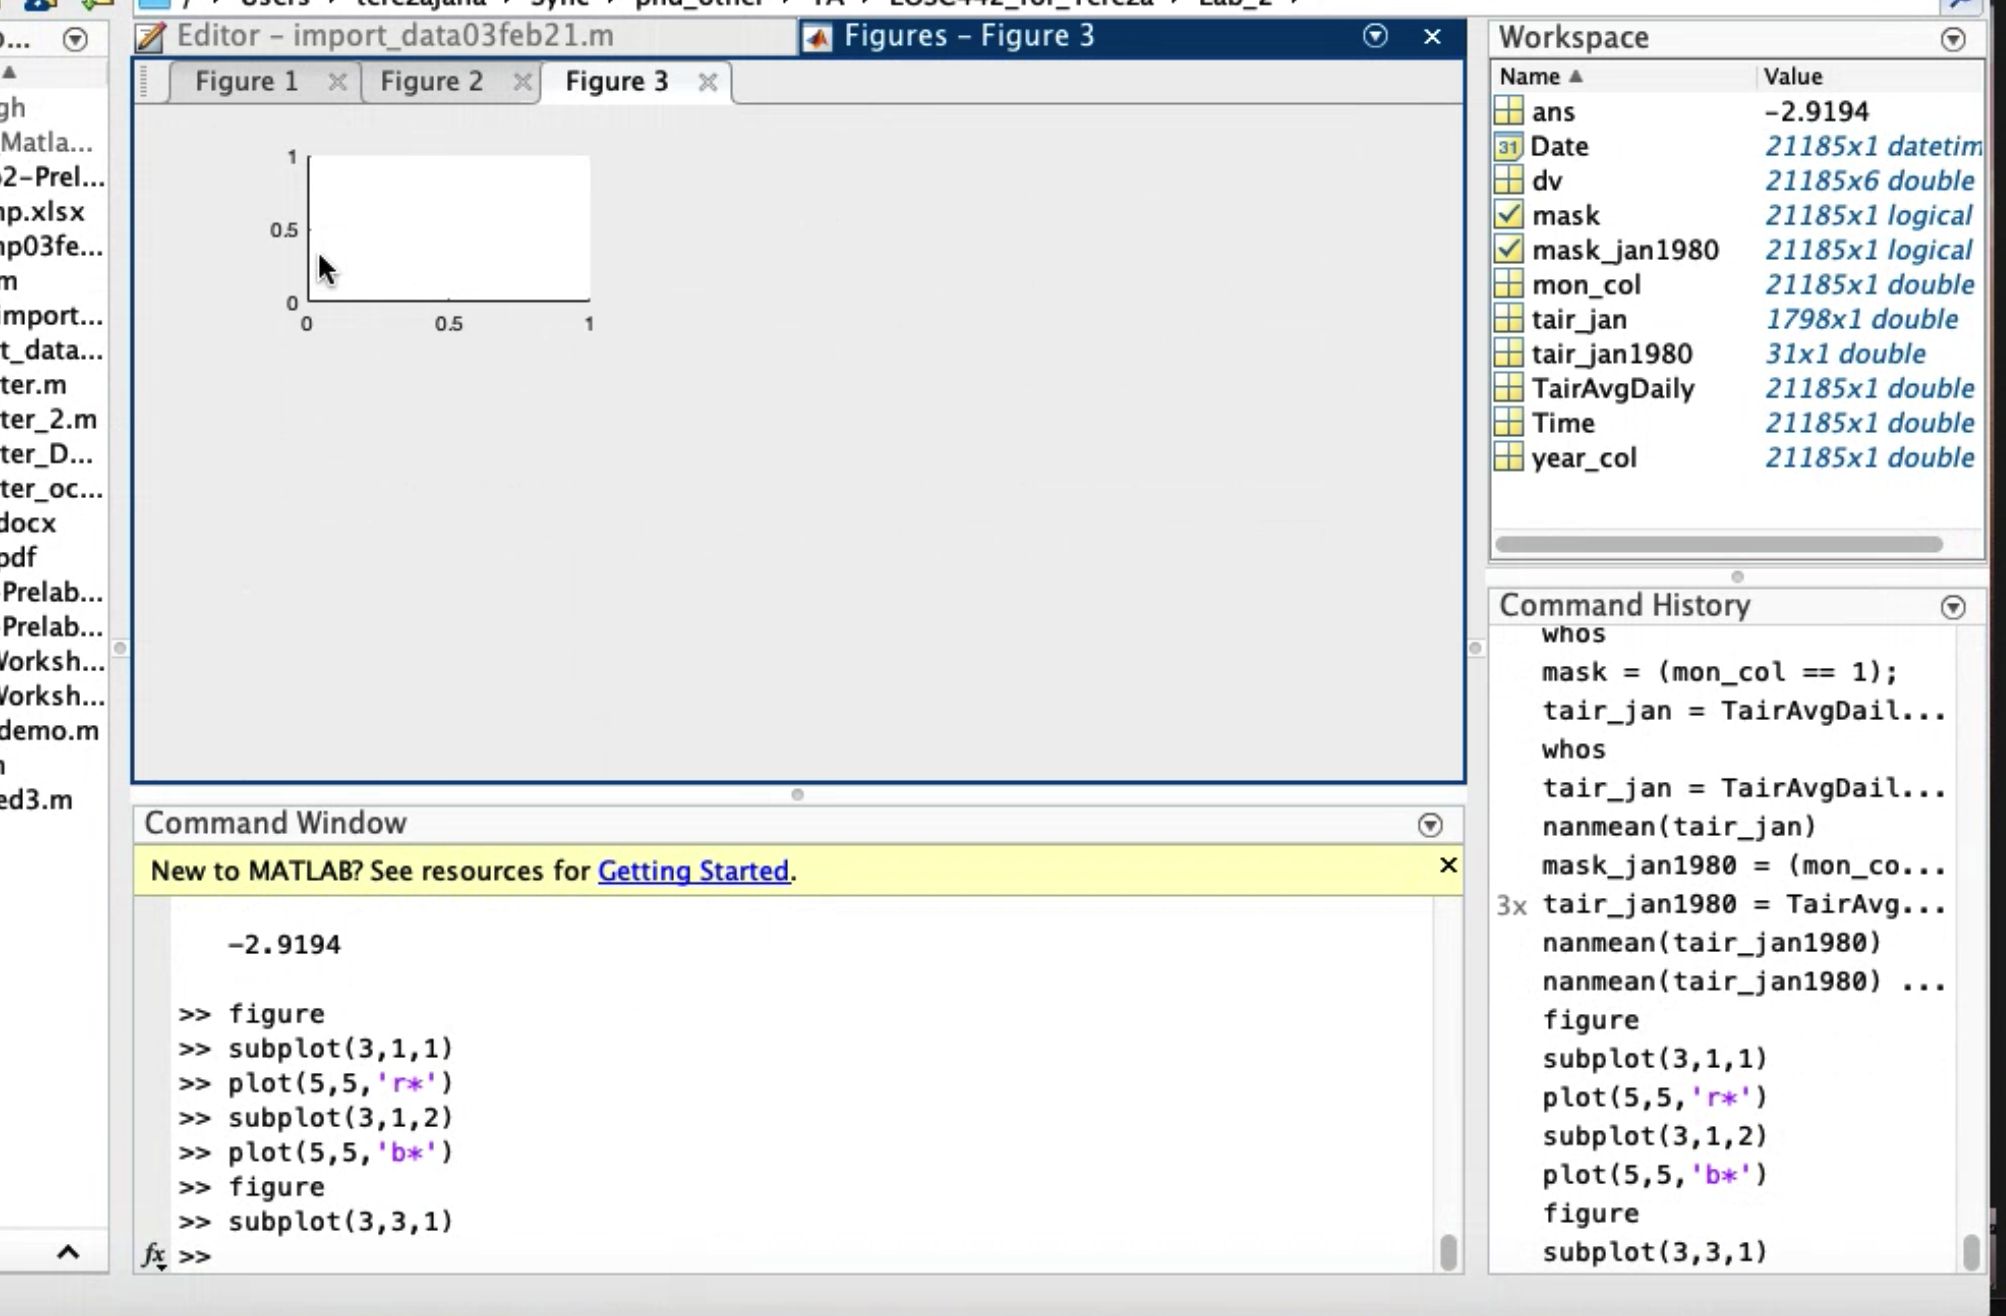 Editor – import_data03feb21.m
Figures – Figure 3
Figure 1
Figure 2
Figure 3
1
0.5
0
0
0.5
1
gh
Matla...
2-Prel...
p.xlsx
p03fe...
m
import...
t_data...
ter.m
ter_2.m
ter_D...
ter_oc...
docx
pdf
Prelab...
Prelab...
Worksh...
Worksh...
demo.m
ed3.m
Workspace
Name Value
ans -2.9194
Date 21185x1 datetim
dv 21185x6 double
mask 21185x1 logical
mask_jan1980 21185x1 logical
mon_col 21185x1 double
tair_jan 1798x1 double
tair_jan1980 31x1 double
TairAvgDaily 21185x1 double
Time 21185x1 double
year_col 21185x1 double
Command Window
New to MATLAB? See resources for Getting Started.
-2.9194
>> figure
>> subplot(3,1,1)
>> plot(5,5,'r*')
>> subplot(3,1,2)
>> plot(5,5,'b*')
>> figure
>> subplot(3,3,1)
fx >>
Command History
whos
mask = (mon_col == 1);
tair_jan = TairAvgDail...
whos
tair_jan = TairAvgDail...
nanmean(tair_jan)
mask_jan1980 = (mon_co...
3x tair_jan1980 = TairAvg...
nanmean(tair_jan1980)
nanmean(tair_jan1980) ...
figure
subplot(3,1,1)
plot(5,5,'r*')
subplot(3,1,2)
plot(5,5,'b*')
figure
subplot(3,3,1)